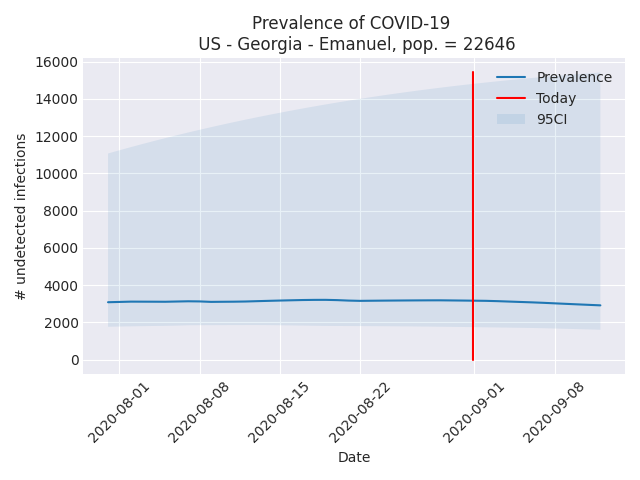 Prevalence of COVID-19
US - Georgia - Emanuel, pop. = 22646
16000
14000
12000
10000
8000
6000
4000
2000
0
# undetected infections
Prevalence
Today
95CI
2020-08-01
2020-08-08
2020-08-15
2020-08-22
2020-09-01
2020-09-08
Date